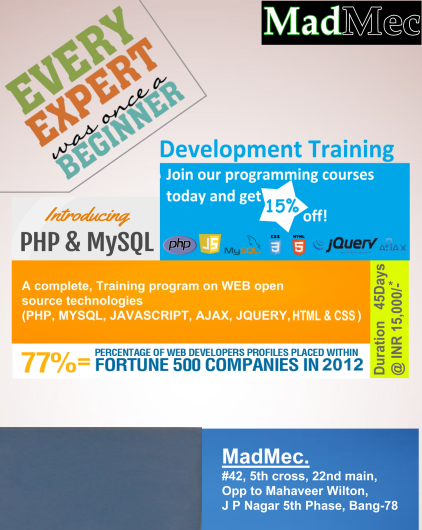 MadMec
EVERY
EXPERT
was once a
BEGINNER
Development Training
Join our programming courses
today and get
15%
off!
Introducing
PHP & MySQL
php
JS
MySQL
CSS
3
HTML
5
jQuery
AJAX
A complete, Training program on WEB open
source technologies
(PHP, MYSQL, JAVASCRIPT, AJAX, JQUERY, HTML & CSS )
Duration 45Days
@ INR 15,000/*
77%=
PERCENTAGE OF WEB DEVELOPERS PROFILES PLACED WITHIN
FORTUNE 500 COMPANIES IN 2012
MadMec.
#42, 5th cross, 22nd main,
Opp to Mahaveer Wilton,
J P Nagar 5th Phase, Bang-78